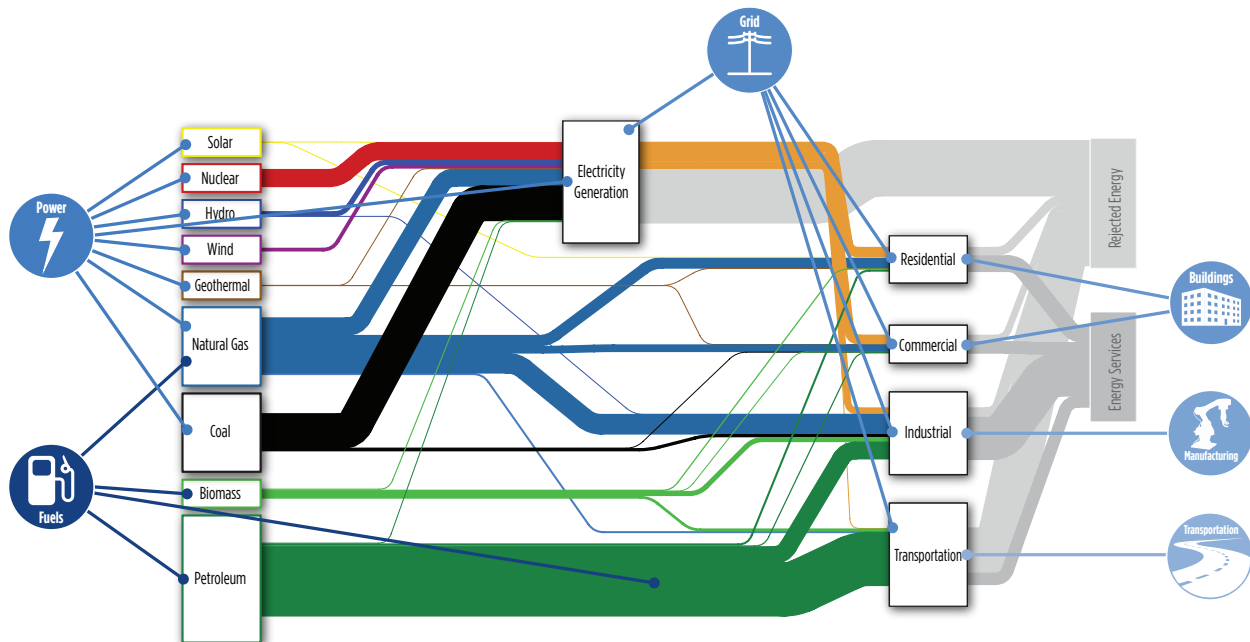 Grid
Solar
Nuclear
Power
Hydro
Wind
Geothermal
Natural Gas
Coal
Biomass
Petroleum
Fuels
Electricity
Generation
Residential
Commercial
Industrial
Transportation
Rejected Energy
Energy Services
Buildings
Manufacturing
Transportation